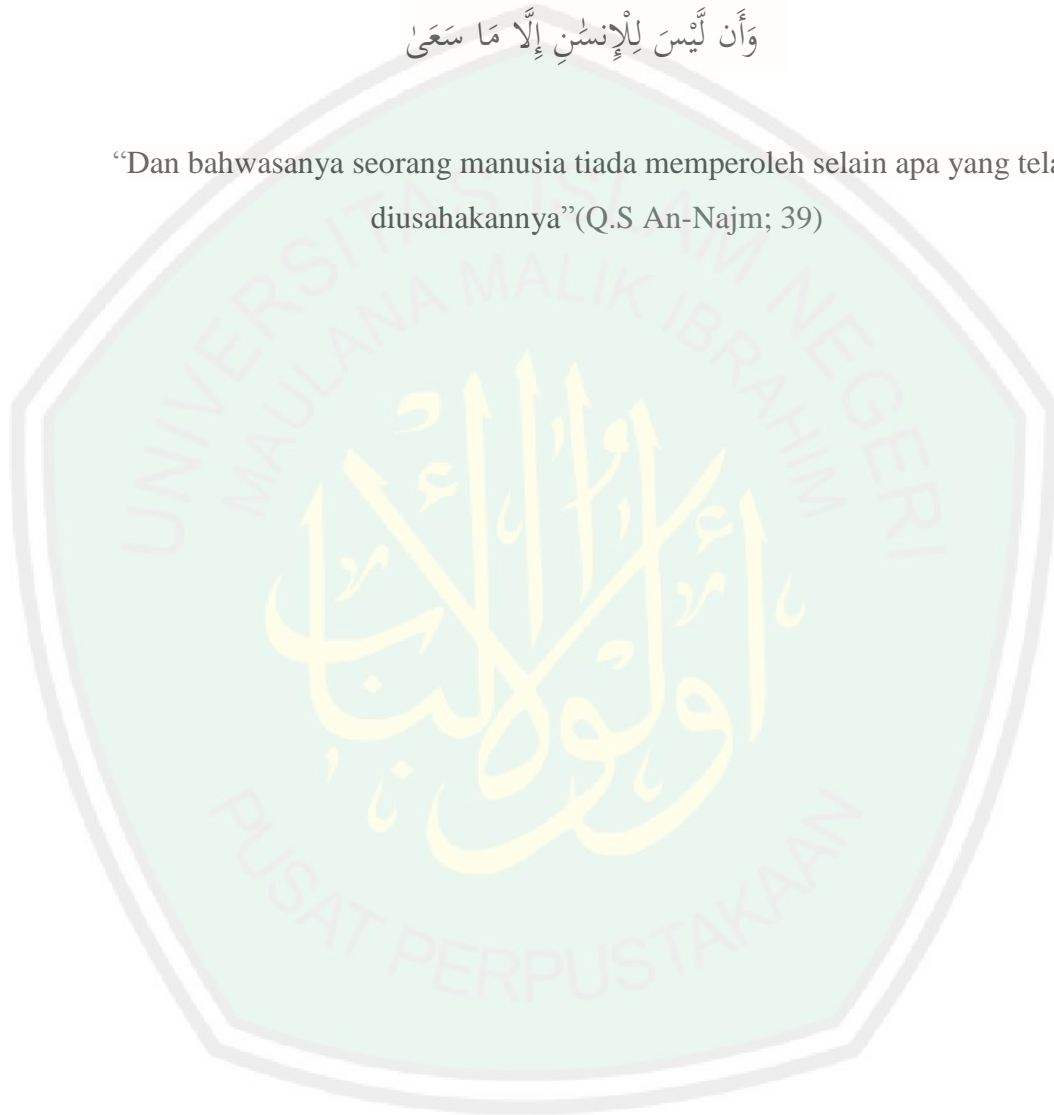 وَأَن لَّيْسَ لِلْإِنسَٰنِ إِلَّا مَا سَعَىٰ
“Dan bahwasanya seorang manusia tiada memperoleh selain apa yang tela
diusahakannya”(Q.S An-Najm; 39)
UNIVERSITAS ISLAM NEGERI
MAULANA MALIK IBRAHIM
PUSAT PERPUSTAKAAN